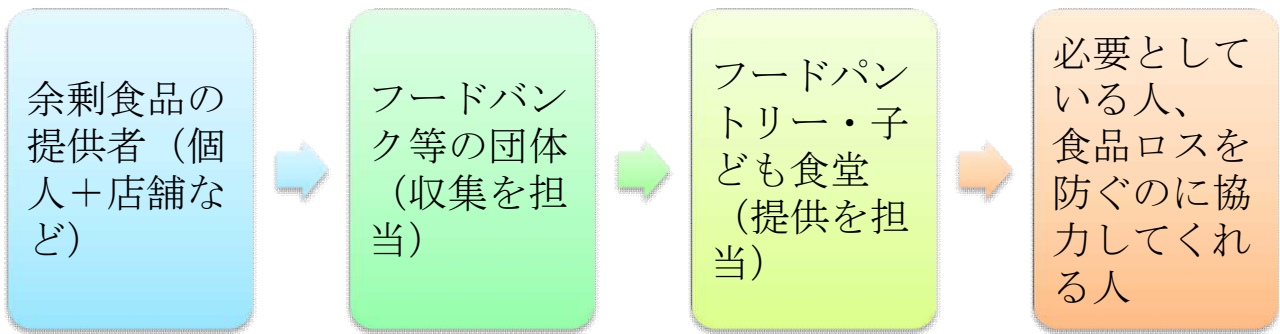 余剰食品の
提供者（個
人＋店舗な
ど）
フードバン
ク等の団体
（収集を担
当）
フードパン
トリー・子
ども食堂
（提供を担
当）
必要として
いる人、
食品ロスを
防ぐのに協
力してくれ
る人